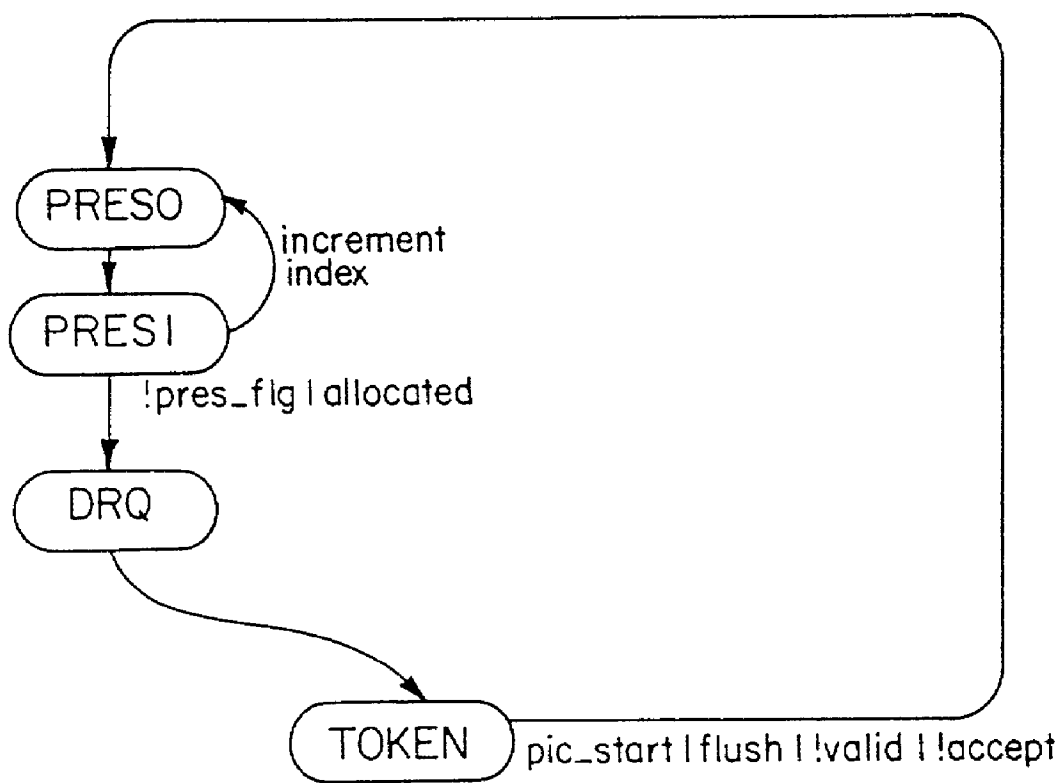 PRES0
increment
index
PRES1
!pres_flg | allocated
DRQ
TOKEN
pic_start | flush | !valid | !accept